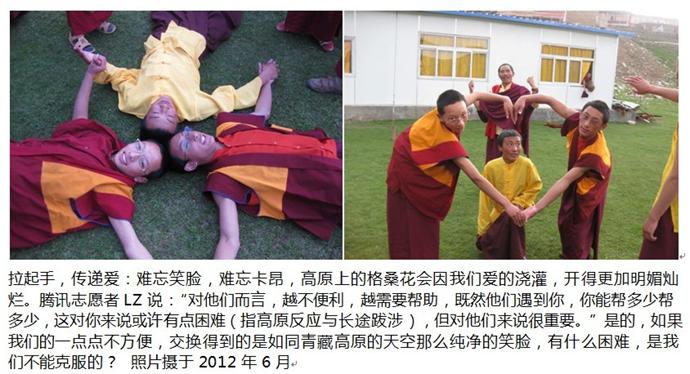 拉起手，传递爱：难忘笑脸，难忘卡昂，高原上的格桑花会因我们爱的浇灌，开得更加明媚灿
烂。腾讯志愿者 LZ 说：“对他们而言，越不便利，越需要帮助，既然他们遇到你，你能帮多少帮
多少，这对你来说或许有点困难（指高原反应与长途跋涉），但对他们来说很重要。”是的，如果
我们的一点点不方便，交换得到的是如同青藏高原的天空那么纯净的笑脸，有什么困难，是我
们不能克服的？ 照片摄于 2012 年 6 月